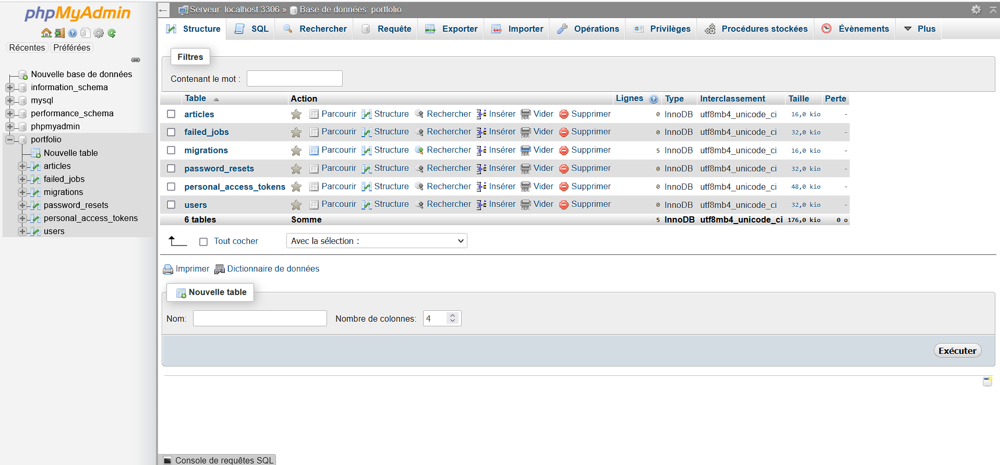 phpMyAdmin
Récentes Préférées
Nouvelle base de données
information_schema
mysql
performance_schema
phpmyadmin
portfolio
Nouvelle table
articles
failed_jobs
migrations
password_resets
personal_access_tokens
users
Serveur: localhost:3306 » Base de données: portfolio
Structure SQL Rechercher Requête Exporter Importer Opérations Privilèges Procédures stockées Évènements Plus
Filtres
Contenant le mot :
Table Action Lignes Type Interclassement Taille Perte
articles Parcourir Structure Rechercher Insérer Vider Supprimer 0 InnoDB utf8mb4_unicode_ci 16,0 kio -
failed_jobs Parcourir Structure Rechercher Insérer Vider Supprimer 0 InnoDB utf8mb4_unicode_ci 32,0 kio -
migrations Parcourir Structure Rechercher Insérer Vider Supprimer 5 InnoDB utf8mb4_unicode_ci 16,0 kio -
password_resets Parcourir Structure Rechercher Insérer Vider Supprimer 0 InnoDB utf8mb4_unicode_ci 32,0 kio -
personal_access_tokens Parcourir Structure Rechercher Insérer Vider Supprimer 0 InnoDB utf8mb4_unicode_ci 48,0 kio -
users Parcourir Structure Rechercher Insérer Vider Supprimer 0 InnoDB utf8mb4_unicode_ci 32,0 kio -
6 tables Somme 5 InnoDB utf8mb4_unicode_ci 176,0 kio 0 o
Tout cocher Avec la sélection :
Imprimer Dictionnaire de données
Nouvelle table
Nom: Nombre de colonnes: 4
Exécuter
Console de requêtes SQL